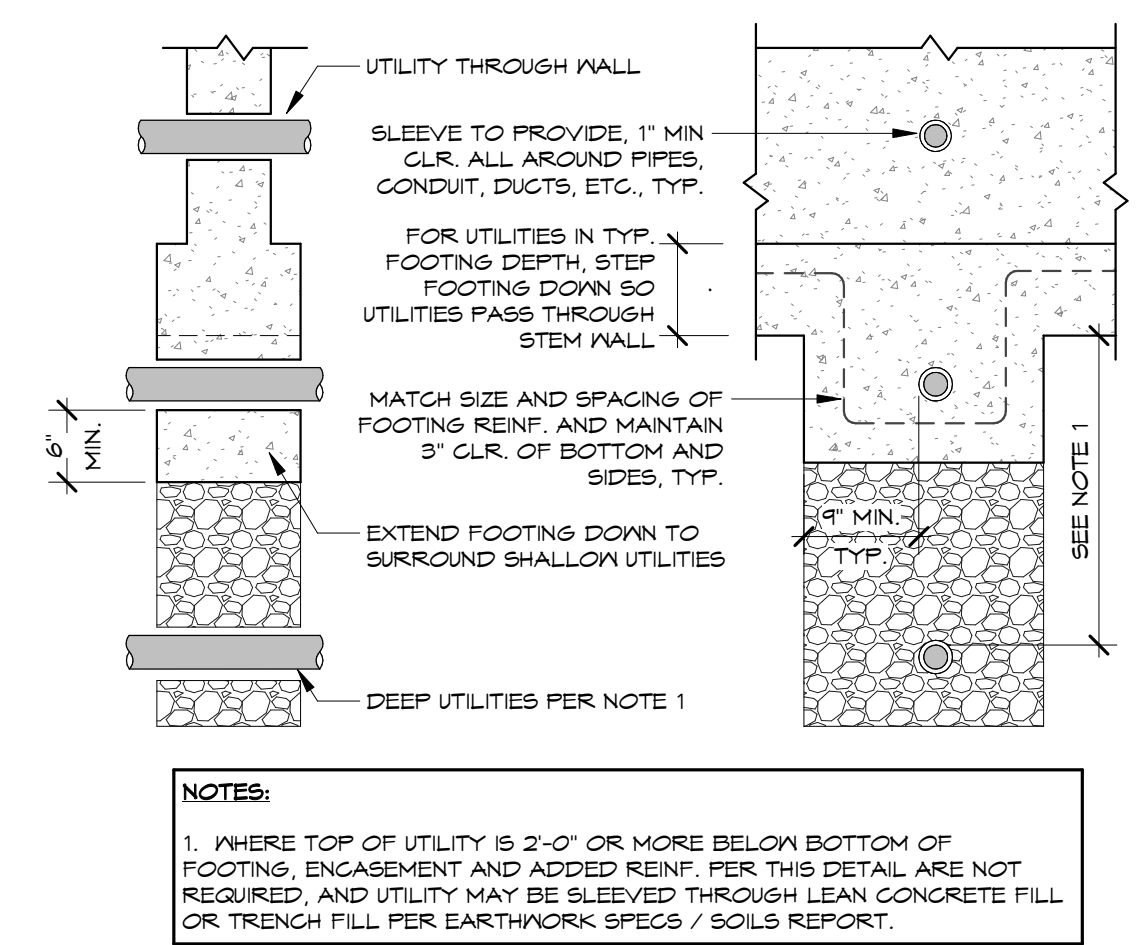 UTILITY THROUGH WALL
SLEEVE TO PROVIDE, 1" MIN
CLR. ALL AROUND PIPES,
CONDUIT, DUCTS, ETC., TYP.
FOR UTILITIES IN TYP.
FOOTING DEPTH, STEP
FOOTING DOWN SO
UTILITIES PASS THROUGH
STEM WALL
MATCH SIZE AND SPACING OF
FOOTING REINF. AND MAINTAIN
3" CLR. OF BOTTOM AND
SIDES, TYP.
6"
MIN.
EXTEND FOOTING DOWN TO
SURROUND SHALLOW UTILITIES
9" MIN.
TYP.
SEE NOTE 1
DEEP UTILITIES PER NOTE 1
NOTES:
1. WHERE TOP OF UTILITY IS 2'-0" OR MORE BELOW BOTTOM OF
FOOTING, ENCASEMENT AND ADDED REINF. PER THIS DETAIL ARE NOT
REQUIRED, AND UTILITY MAY BE SLEEVED THROUGH LEAN CONCRETE FILL
OR TRENCH FILL PER EARTHWORK SPECS / SOILS REPORT.